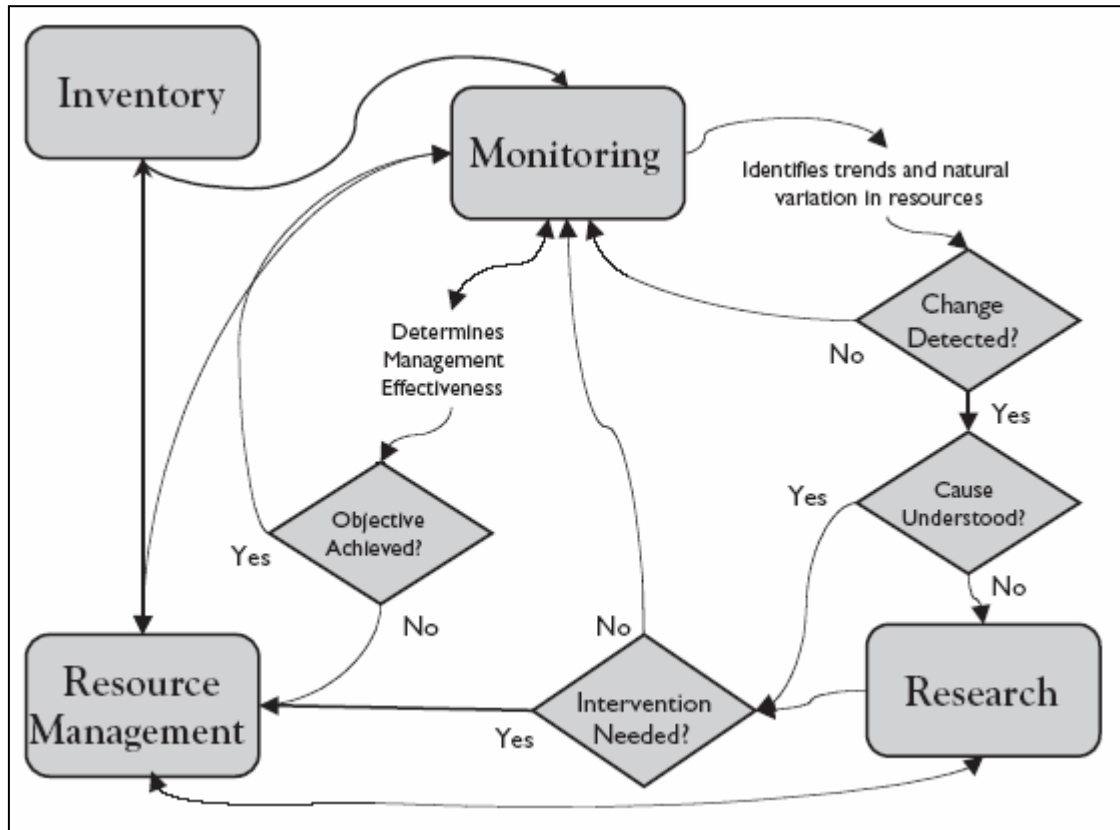 Inventory
Monitoring
Identifies trends and natural
variation in resources
Change
Detected?
No
Yes
Determines
Management
Effectiveness
Cause
Understood?
Yes
No
Objective
Achieved?
Yes
No
Resource
Management
Intervention
Needed?
No
Yes
Research